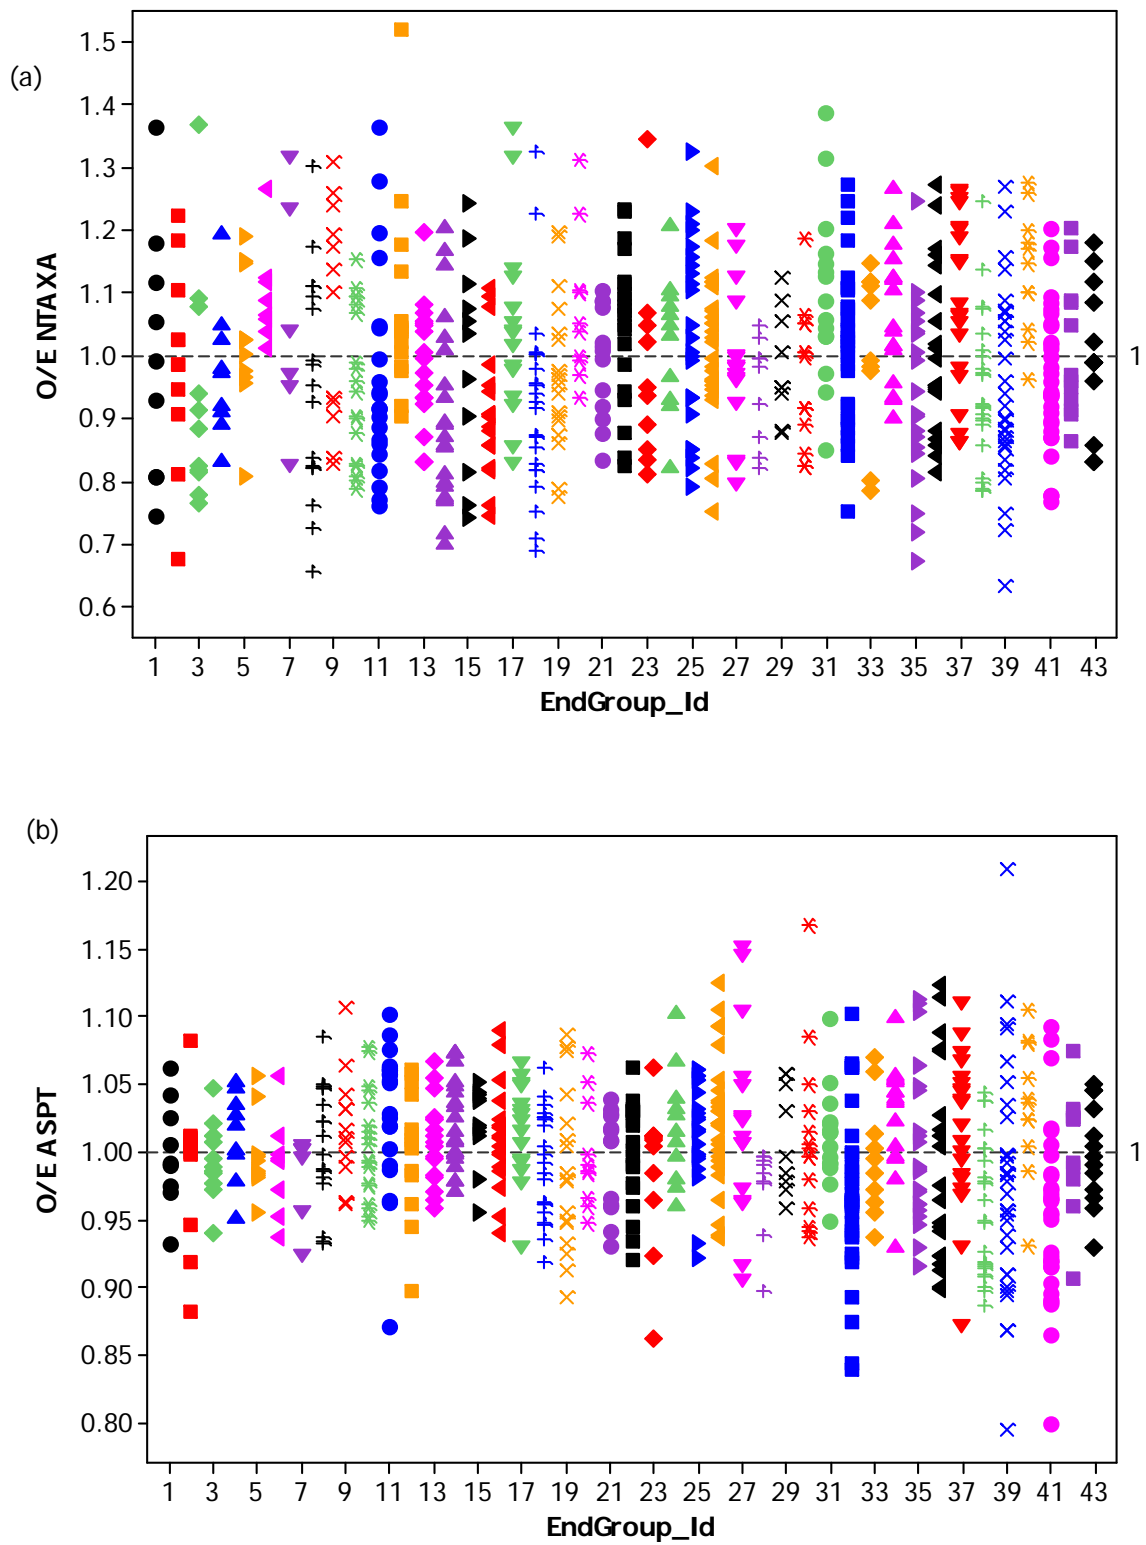 (a)
O/E NTAXA
1.5
1.4
1.3
1.2
1.1
1.0
0.9
0.8
0.7
0.6
1
1 3 5 7 9 11 13 15 17 19 21 23 25 27 29 31 33 35 37 39 41 43
EndGroup_Id
(b)
O/E ASPT
1.20
1.15
1.10
1.05
1.00
0.95
0.90
0.85
0.80
1
1 3 5 7 9 11 13 15 17 19 21 23 25 27 29 31 33 35 37 39 41 43
EndGroup_Id